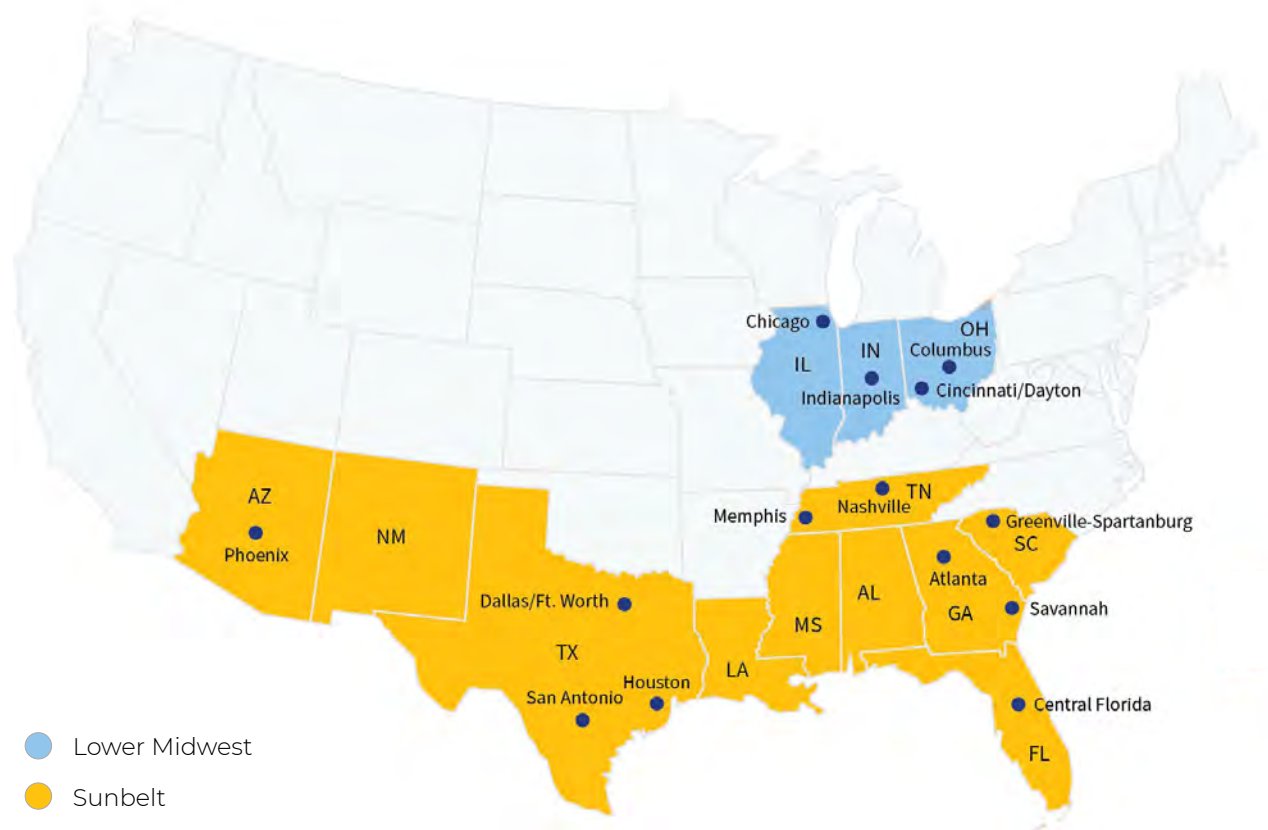 Chicago
OH
IN
Columbus
IL
Indianapolis
Cincinnati/Dayton
AZ
TN
Nashville
Memphis
Greenville-Spartanburg
NM
SC
Phoenix
Atlanta
AL
Dallas/Ft. Worth
Savannah
GA
MS
TX
LA
Houston
San Antonio
Central Florida
FL
Lower Midwest
Sunbelt